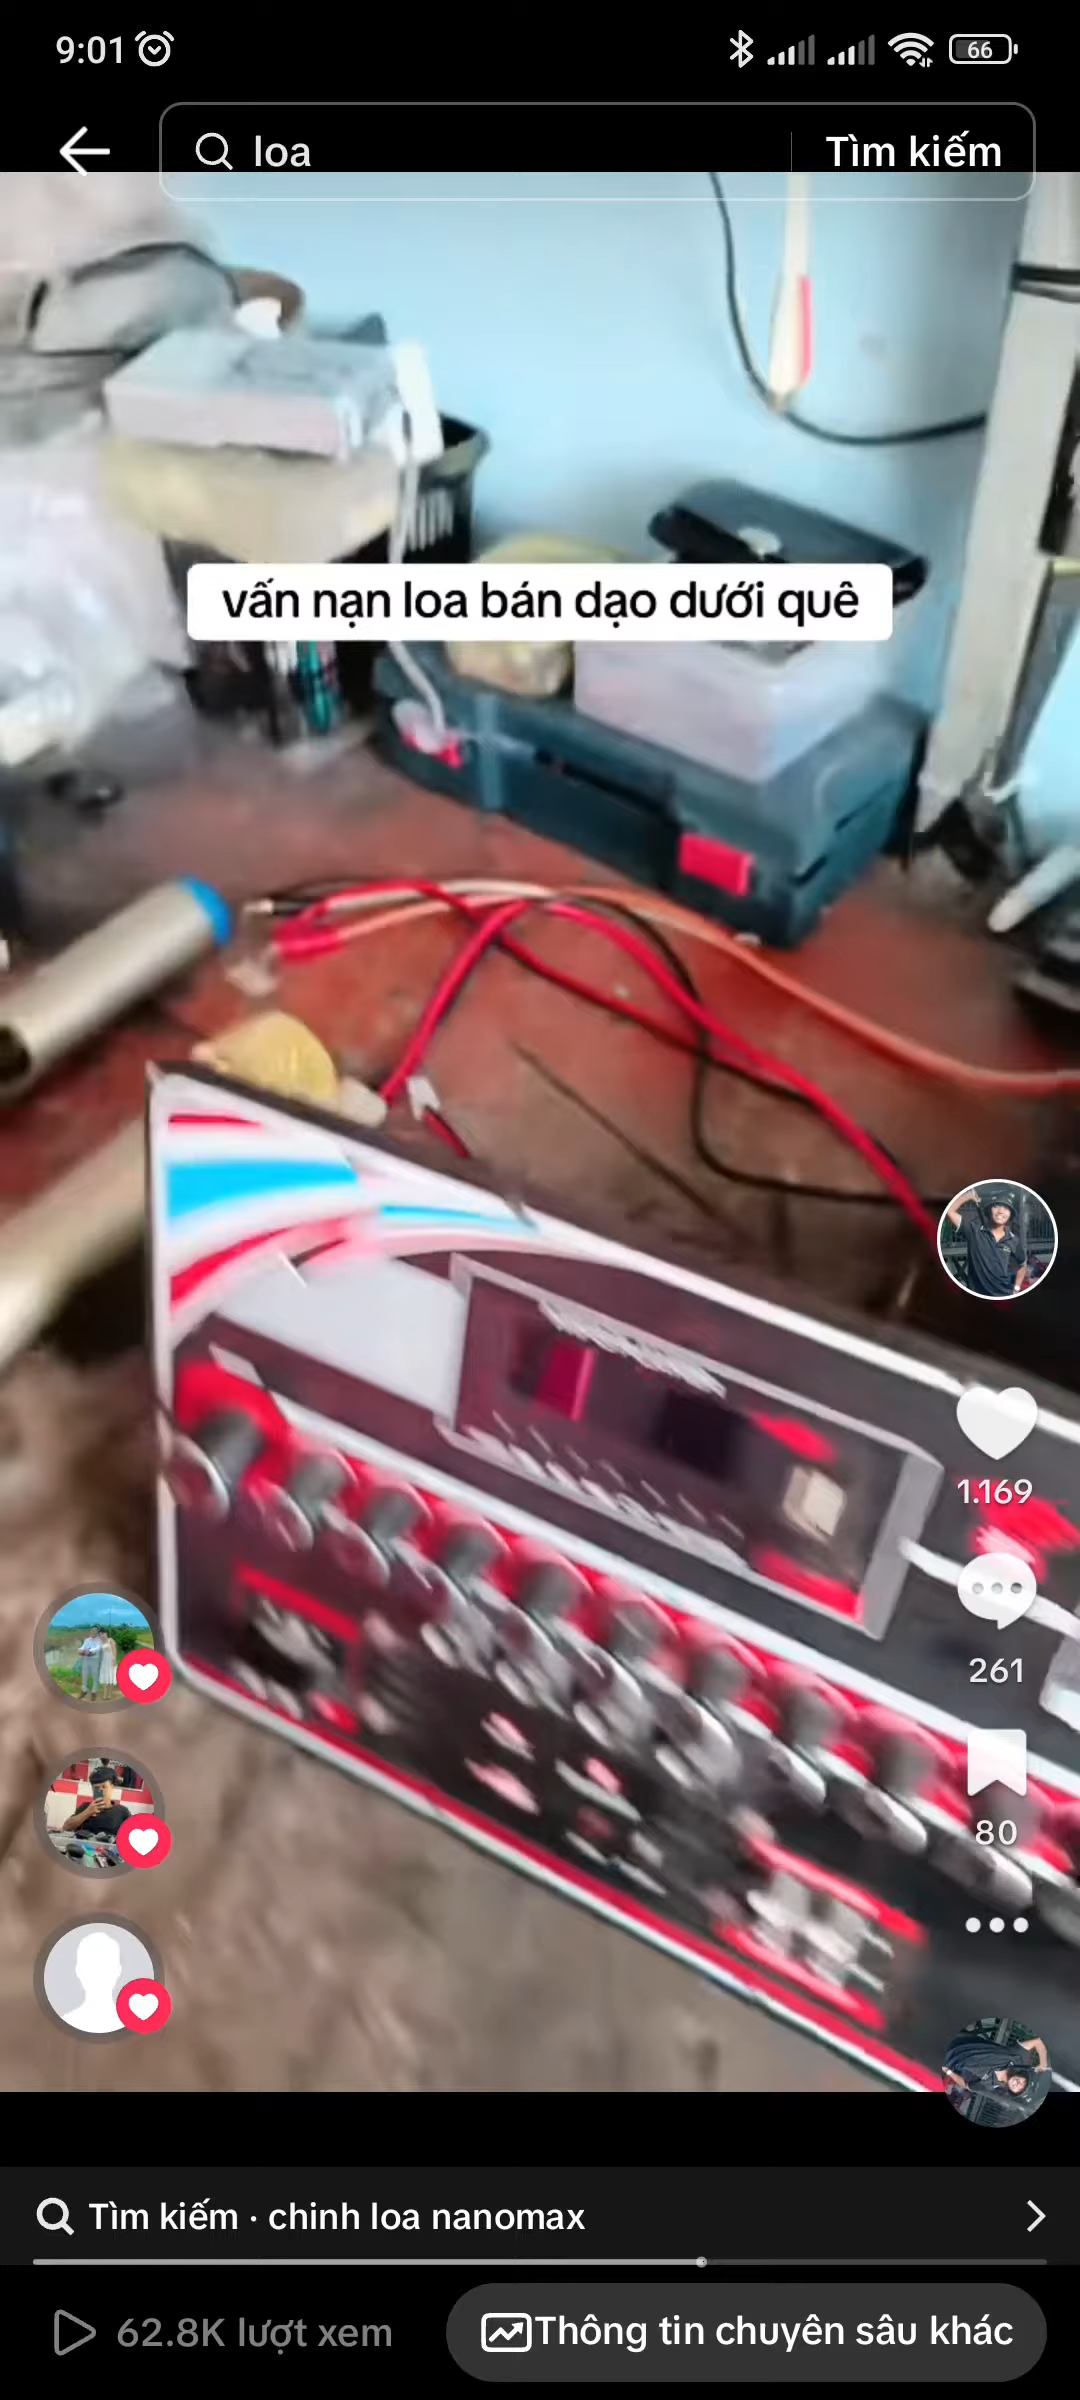 9:01
66
loa
Tìm kiếm
vấn nạn loa bán dạo dưới quê
1.169
261
80
Tìm kiếm · chinh loa nanomax
62.8K lượt xem
Thông tin chuyên sâu khác